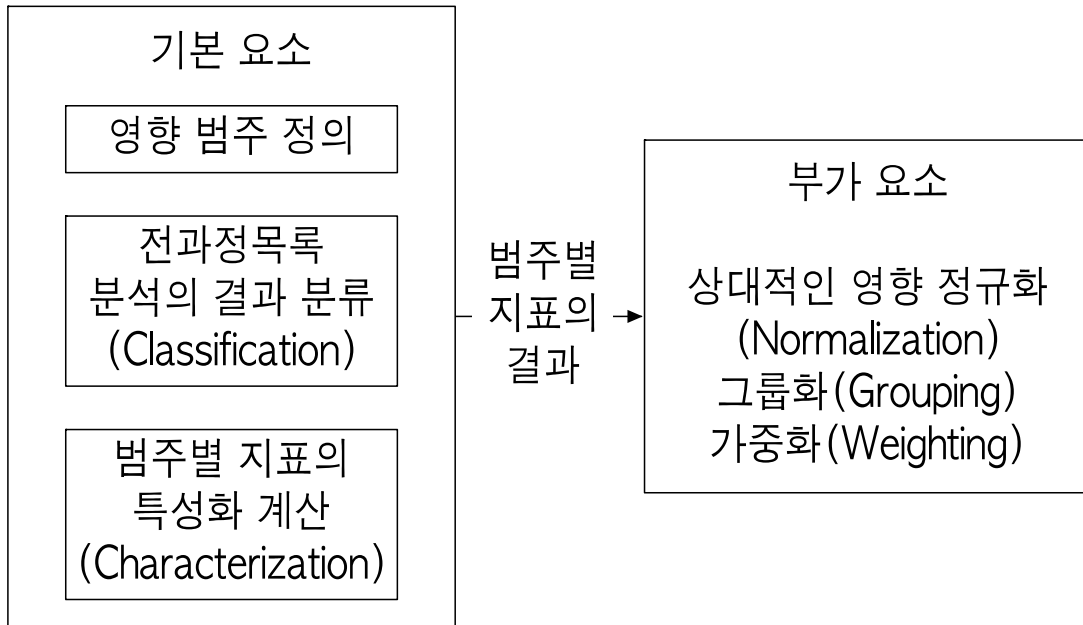 기본 요소
영향 범주 정의
전과정목록
분석의 결과 분류
(Classification)
범주별 지표의
특성화 계산
(Characterization)
범주별
지표의
결과
부가 요소
상대적인 영향 정규화
(Normalization)
그룹화(Grouping)
가중화(Weighting)